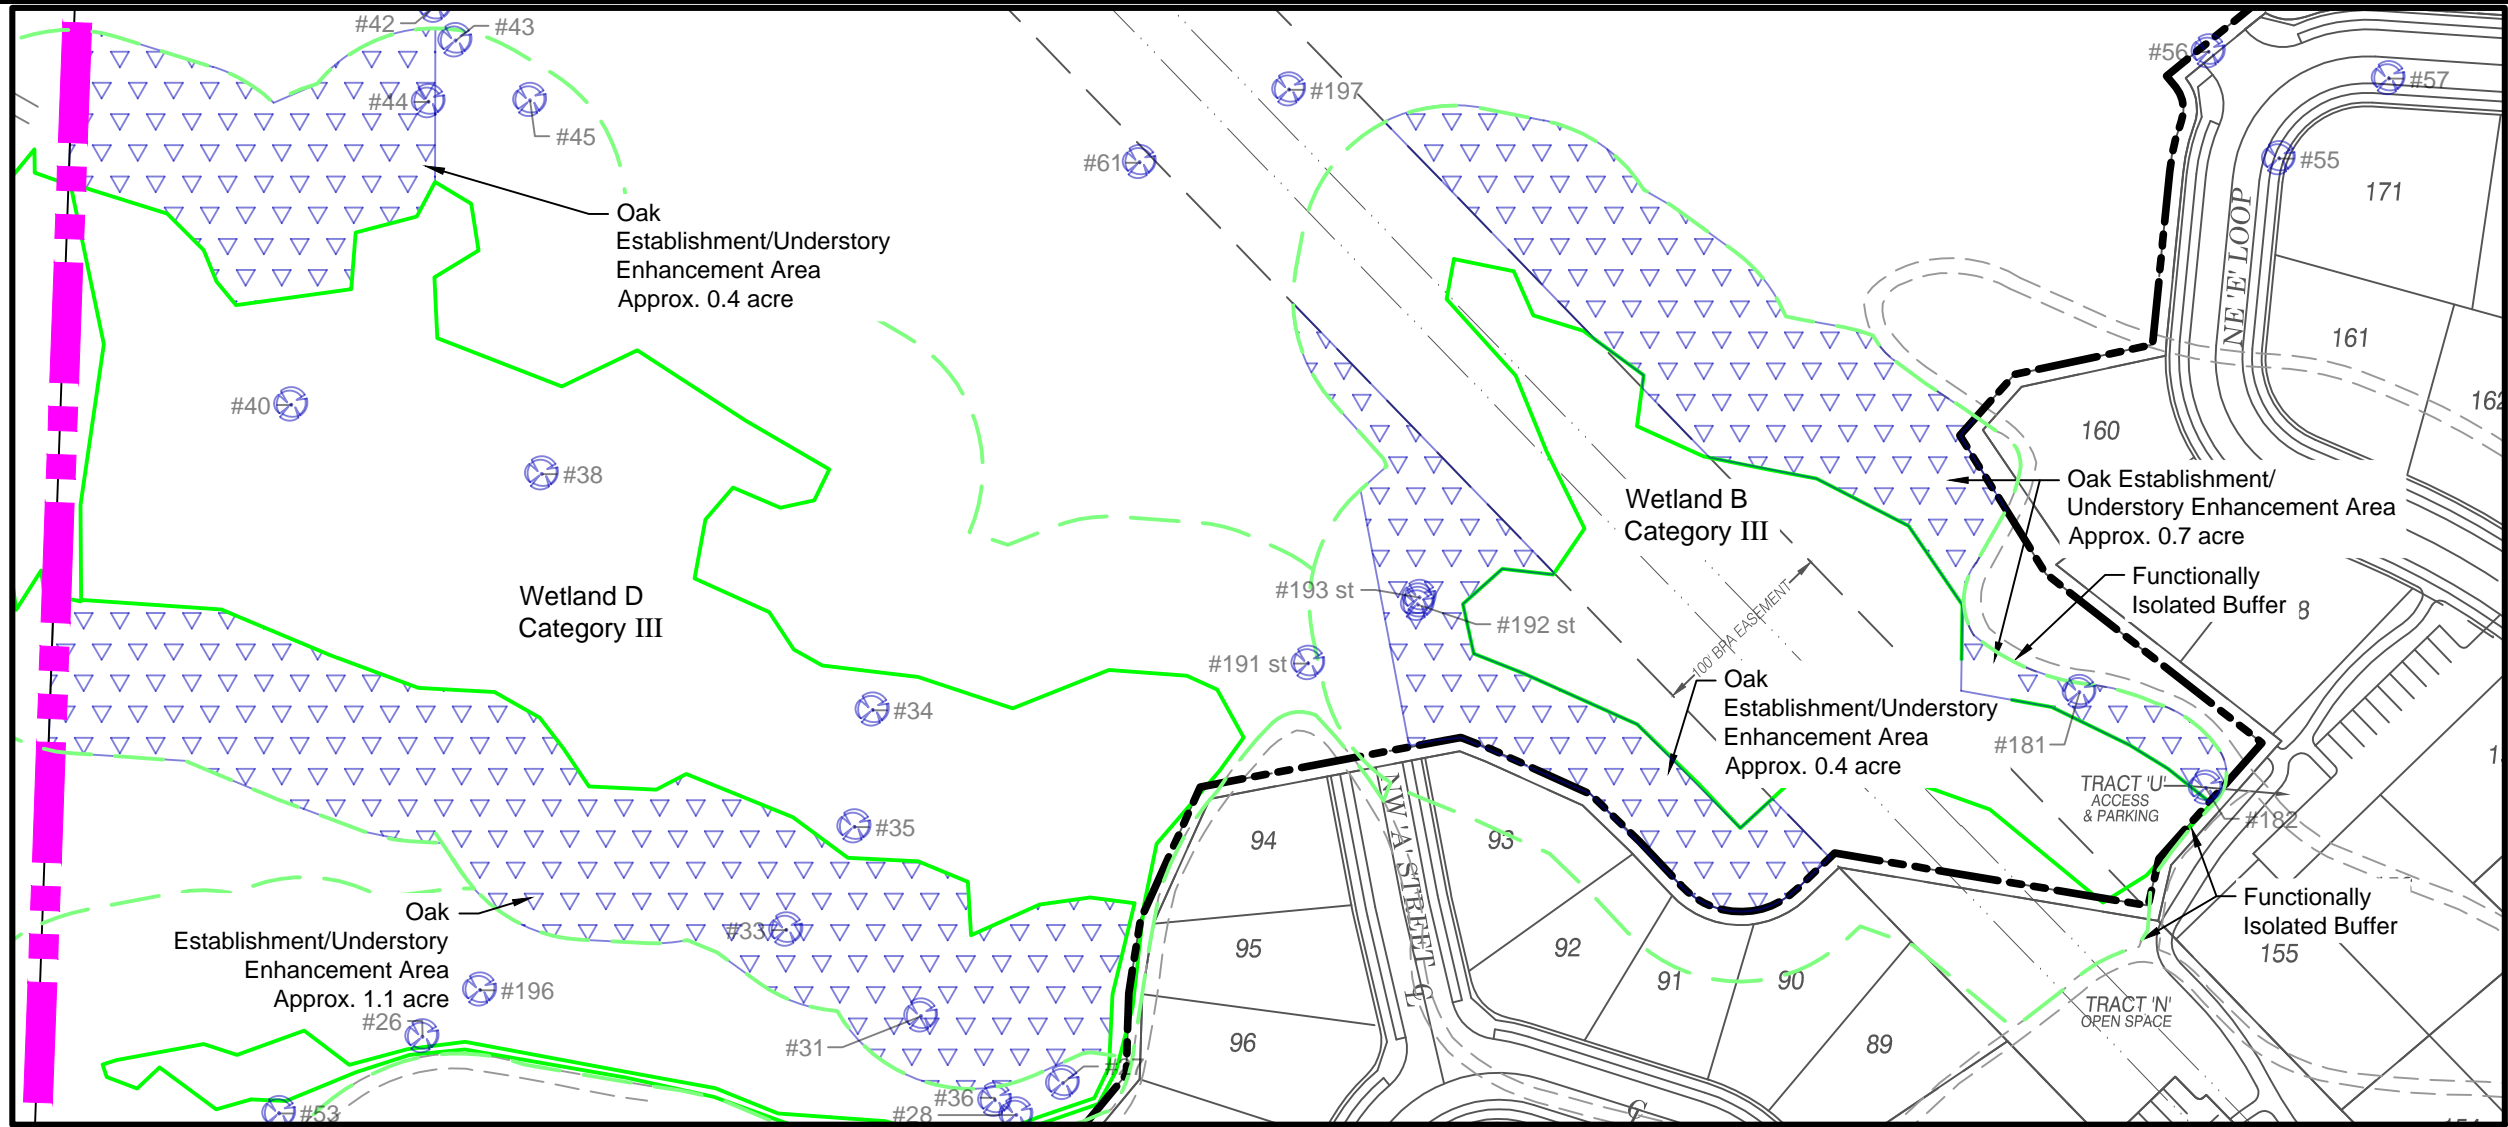 #42
#43
#44
#45
#197
#61
#56
#57
#55
171
NE 'E' LOOP
161
162
160
Oak
Establishment/Understory
Enhancement Area
Approx. 0.4 acre
#40
#38
Wetland D
Category III
Wetland B
Category III
Oak Establishment/
Understory Enhancement Area
Approx. 0.7 acre
Functionally
Isolated Buffer
8
#193 st
#192 st
#191 st
100' BPA EASEMENT
Oak
Establishment/Understory
Enhancement Area
Approx. 0.4 acre
#34
#35
#181
TRACT 'U'
ACCESS
& PARKING
#182
94
93
NW 'A' STREET
95
92
91
90
96
89
Functionally
Isolated Buffer
155
TRACT 'N'
OPEN SPACE
Oak
Establishment/Understory
Enhancement Area
Approx. 1.1 acre
#33
#196
#26
#31
#27
#36
#28
#53